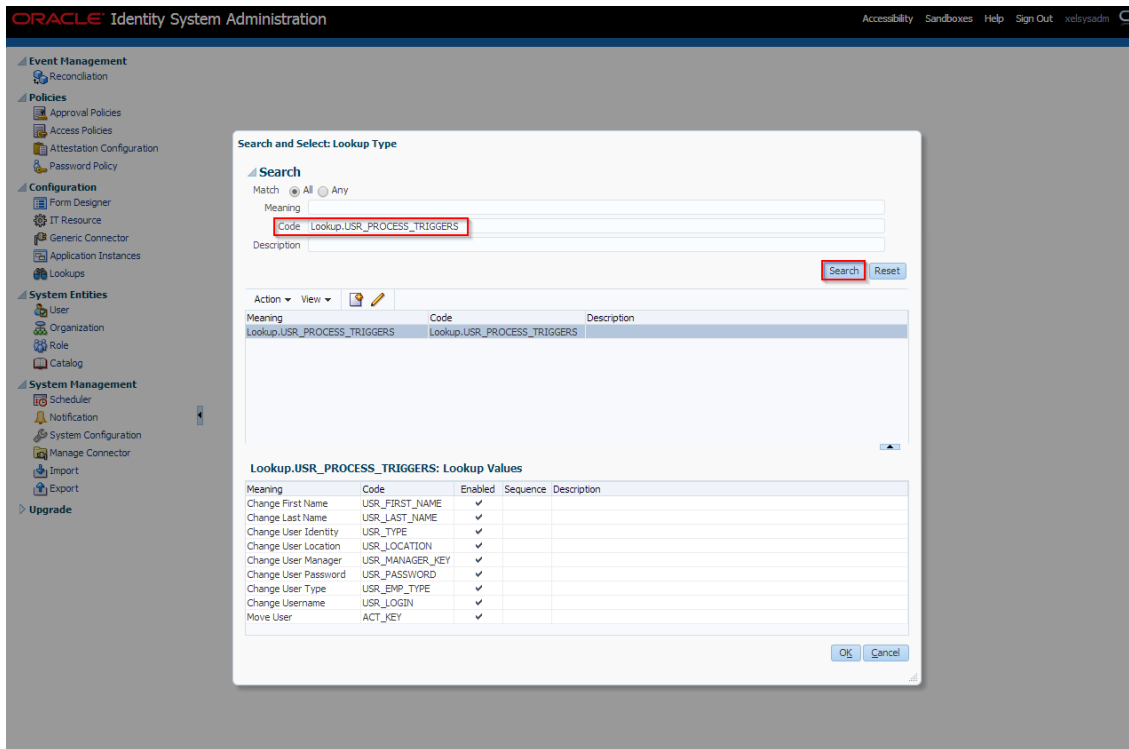 ORACLE Identity System Administration
Accessibility Sandboxes Help Sign Out xelsysadm
Event Management
Reconciliation
Policies
Approval Policies
Access Policies
Attestation Configuration
Password Policy
Configuration
Form Designer
IT Resource
Generic Connector
Application Instances
Lookups
System Entities
User
Organization
Role
Catalog
System Management
Scheduler
Notification
System Configuration
Manage Connector
Import
Export
Upgrade
Search and Select: Lookup Type
Search
Match All Any
Meaning
Code Lookup.USR_PROCESS_TRIGGERS
Description
Search Reset
Action View
Meaning Code Description
Lookup.USR_PROCESS_TRIGGERS Lookup.USR_PROCESS_TRIGGERS
Lookup.USR_PROCESS_TRIGGERS: Lookup Values
Meaning Code Enabled Sequence Description
Change First Name USR_FIRST_NAME
Change Last Name USR_LAST_NAME
Change User Identity USR_TYPE
Change User Location USR_LOCATION
Change User Manager USR_MANAGER_KEY
Change User Password USR_PASSWORD
Change User Type USR_EMP_TYPE
Change Username USR_LOGIN
Move User ACT_KEY
OK Cancel